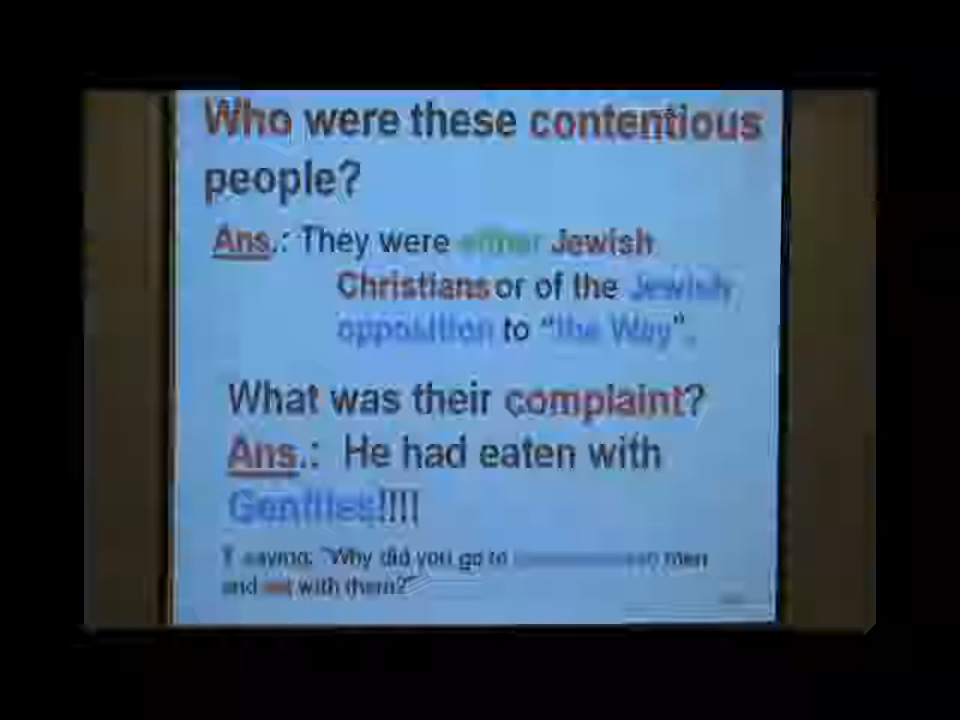 Who were these contentious
people?
Ans.: They were either Jewish
Christians or of the Jewish
opposition to "the Way".
What was their complaint?
Ans.: He had eaten with
Gentiles!!!!
saying: "Why did you go to men
and eat with them?"